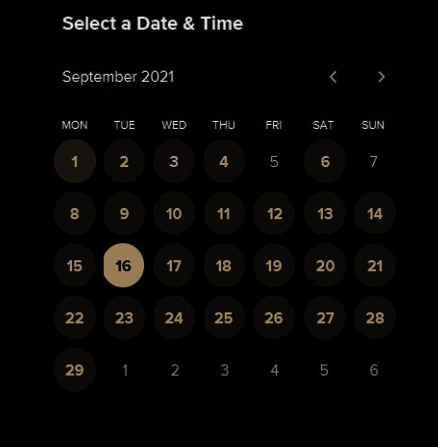 Select a Date & Time
September 2021
MON TUE WED THU FRI SAT SUN
1 2 3 4 5 6 7
8 9 10 11 12 13 14
15 16 17 18 19 20 21
22 23 24 25 26 27 28
29 1 2 3 4 5 6